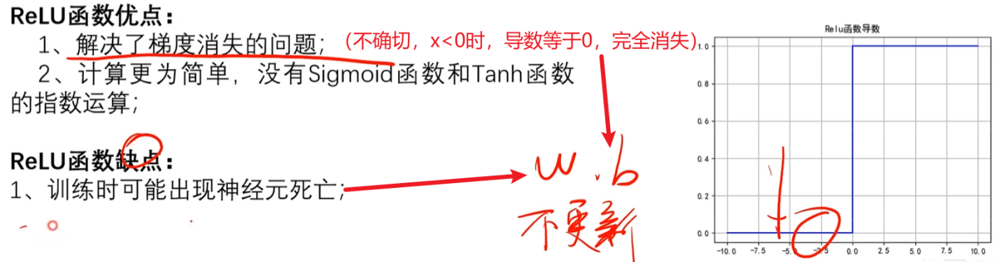 ReLU函数优点：
1、解决了梯度消失的问题；（不确切，x<0时，导数等于0，完全消失）
2、计算更为简单，没有Sigmoid函数和Tanh函数
的指数运算；
ReLU函数缺点：
1、训练时可能出现神经元死亡；
w.b
不更新
Relu函数导数
1.0
0.8
0.6
0.4
0.2
0.0
-10.0 -7.5 -5. -2.5 0.0 2.5 5.0 7.5 10.0